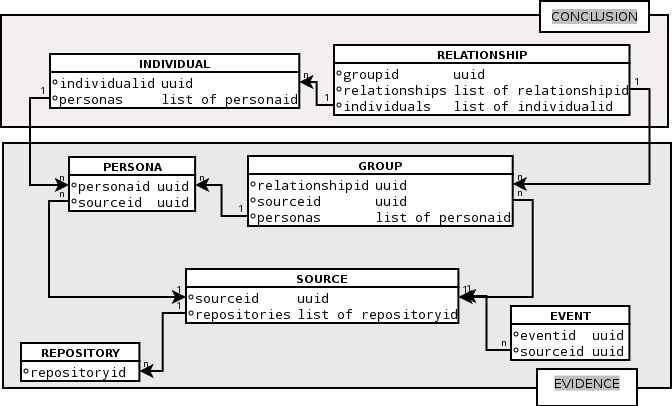 CONCLUSION
INDIVIDUAL
individualid uuid
personas list of personaid
RELATIONSHIP
groupid uuid
relationships list of relationshipid
individuals list of individualid
1
n
1
1
PERSONA
personaid uuid
sourceid uuid
GROUP
relationshipid uuid
sourceid uuid
personas list of personaid
n
n
n
1
n
n
SOURCE
sourceid uuid
repositories list of repositoryid
1
1
1
1
EVENT
eventid uuid
sourceid uuid
n
REPOSITORY
repositoryid
n
EVIDENCE